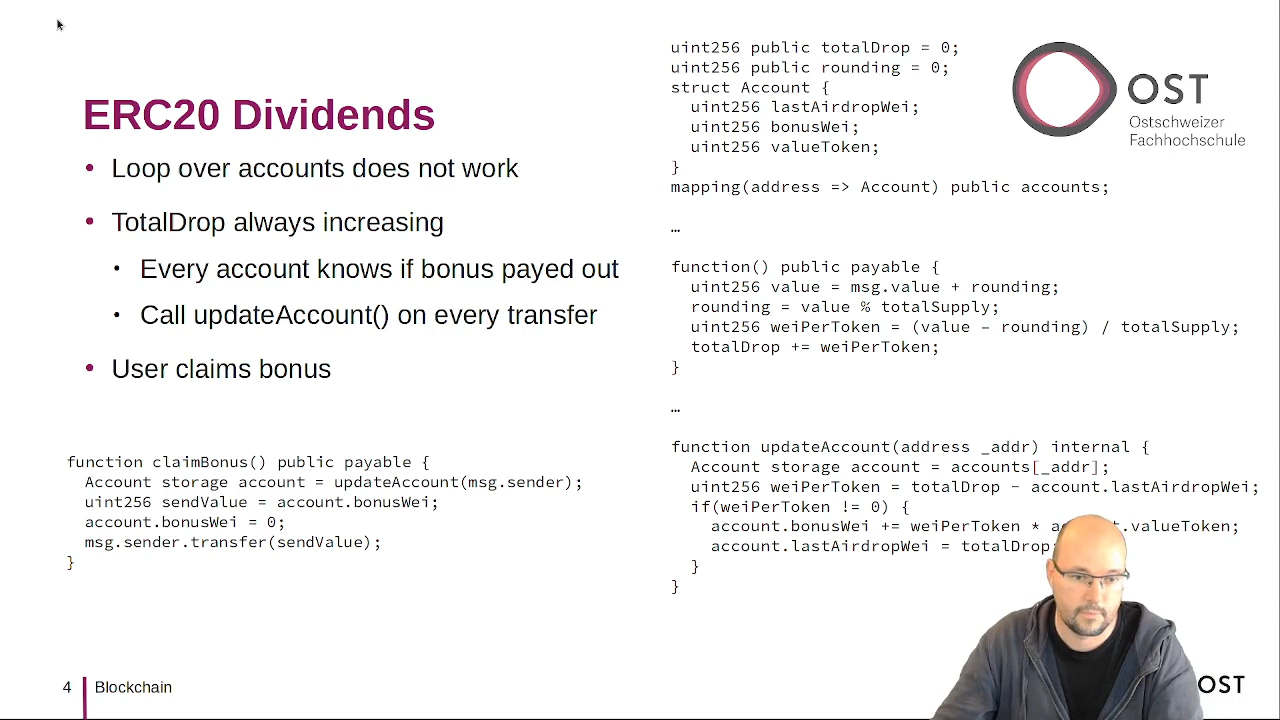 ERC20 Dividends
• Loop over accounts does not work
• TotalDrop always increasing
• Every account knows if bonus payed out
• Call updateAccount() on every transfer
• User claims bonus
function claimBonus() public payable {
Account storage account = updateAccount(msg.sender);
uint256 sendValue = account.bonusWei;
account.bonusWei = 0;
msg.sender.transfer(sendValue);
}
uint256 public totalDrop = 0;
uint256 public rounding = 0;
struct Account {
uint256 lastAirdropWei;
uint256 bonusWei;
uint256 valueToken;
}
mapping(address => Account) public accounts;
…
function() public payable {
uint256 value = msg.value + rounding;
rounding = value % totalSupply;
uint256 weiPerToken = (value – rounding) / totalSupply;
totalDrop += weiPerToken;
}
…
function updateAccount(address _addr) internal {
Account storage account = accounts[_addr];
uint256 weiPerToken = totalDrop - account.lastAirdropWei;
if(weiPerToken != 0) {
account.bonusWei += weiPerToken * .valueToken;
account.lastAirdropWei = totalDrop
}
}
OST
Ostschweizer
Fachhochschule
4 Blockchain
OST